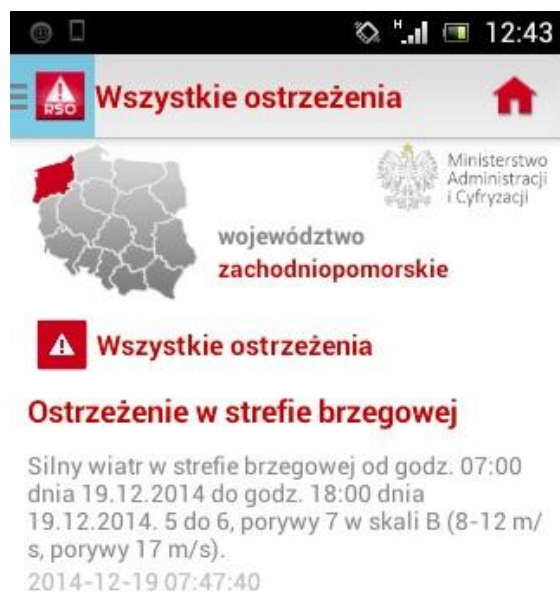 H
12:43
RSO
Wszystkie ostrzeżenia
Ministerstwo
Administracji
i Cyfryzacji
województwo
zachodniopomorskie
Wszystkie ostrzeżenia
Ostrzeżenie w strefie brzegowej
Silny wiatr w strefie brzegowej od godz. 07:00
dnia 19.12.2014 do godz. 18:00 dnia
19.12.2014. 5 do 6, porywy 7 w skali B (8-12 m/
s, porywy 17 m/s).
2014-12-19 07:47:40